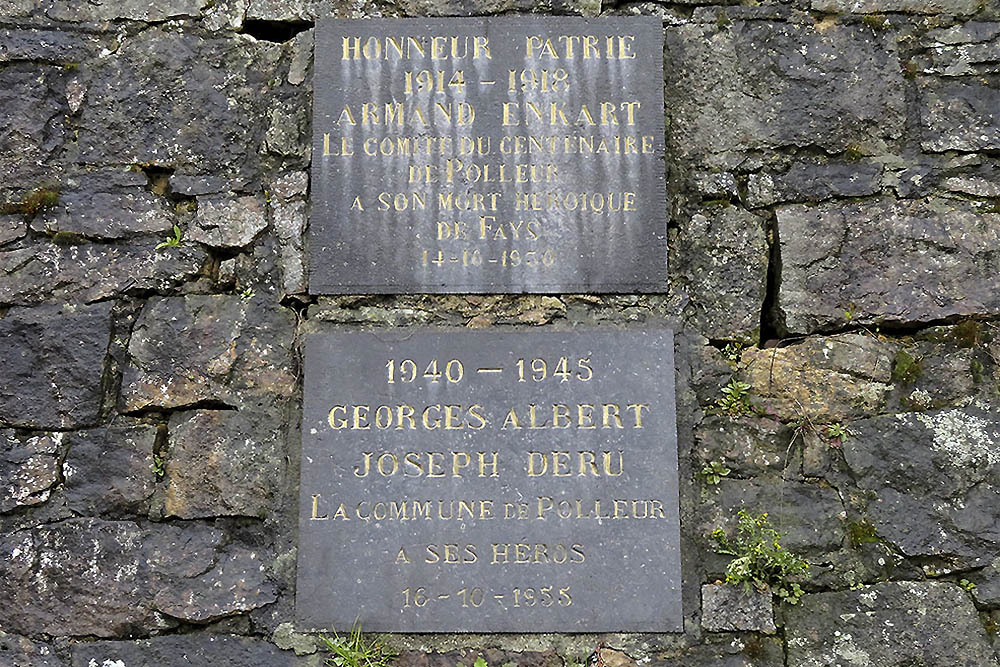 HONNEUR PATRIE
1914 - 1918
ARMAND ENKART
LE COMITÉ DU CENTENAIRE
DE POLLEUR
A SON MORT HEROIQUE
DE FAYS
1940 - 1945
GEORGES ALBERT
JOSEPH DERU
LA COMMUNE DE POLLEUR
A SES HÉROS
16-10-1955